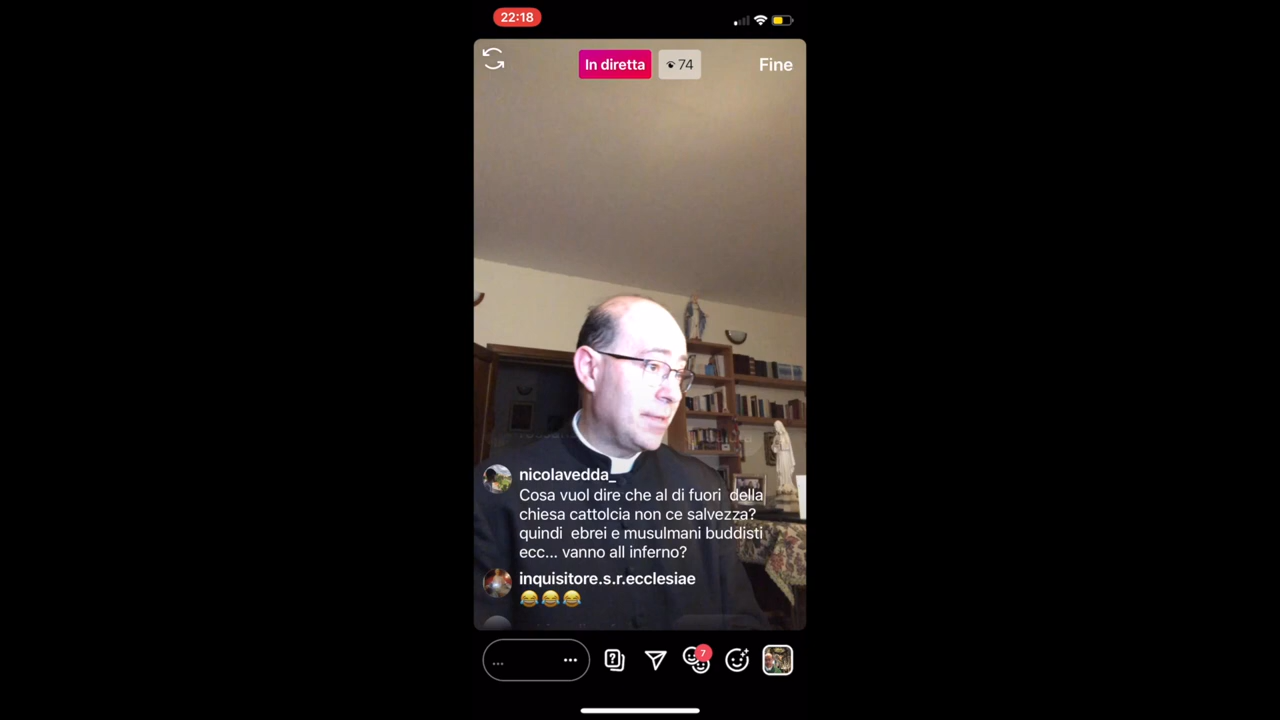 22:18
In diretta
74
Fine
nicolavedda_
Cosa vuol dire che al di fuori della
chiesa cattolcia non ce salvezza?
quindi ebrei e musulmani buddisti
ecc... vanno all inferno?
inquisitore.s.r.ecclesiae
😂😂😂
...
7